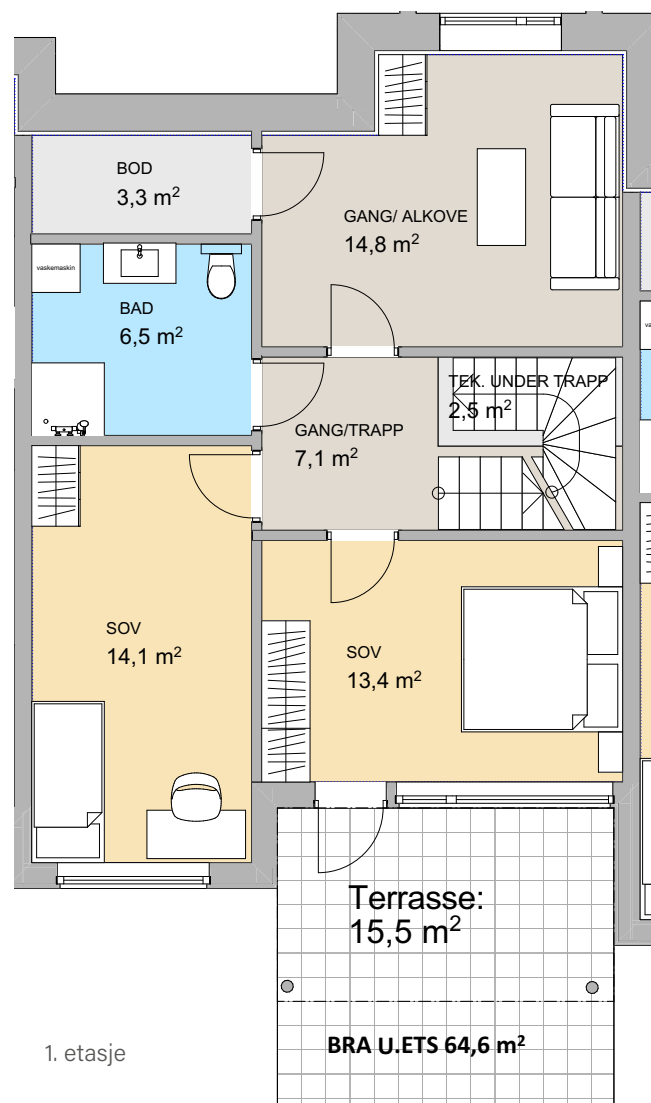 BOD
3,3 m²
GANG/ ALKOVE
14,8 m²
vaskemaskin
BAD
6,5 m²
va
TEK. UNDER TRAPP
2,5 m²
GANG/TRAPP
7,1 m²
SOV
14,1 m²
SOV
13,4 m²
Terrasse:
15,5 m²
BRA U.ETS 64,6 m²
1. etasje